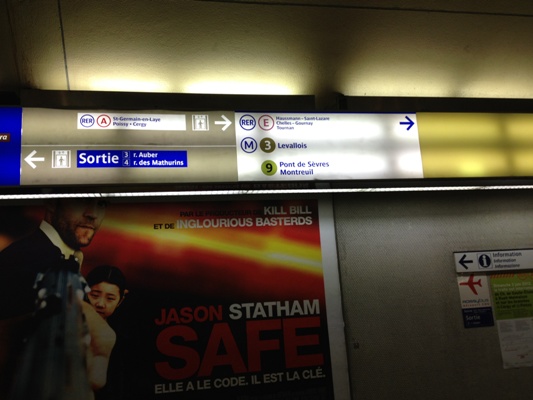 ra
RER A St-Germain-en-Laye
Poissy - Cergy
Sortie 3 r. Auber
4 r. des Mathurins
RER E Haussmann - Saint-Lazare
Chelles - Gournay
Tournan
M 3 Levallois
9 Pont de Sèvres
Montreuil
KILL BILL
ET DE INGLOURIOUS BASTERDS
JASON STATHAM
SAFE
ELLE A LE CODE. IL EST LA CLÉ.
i Information